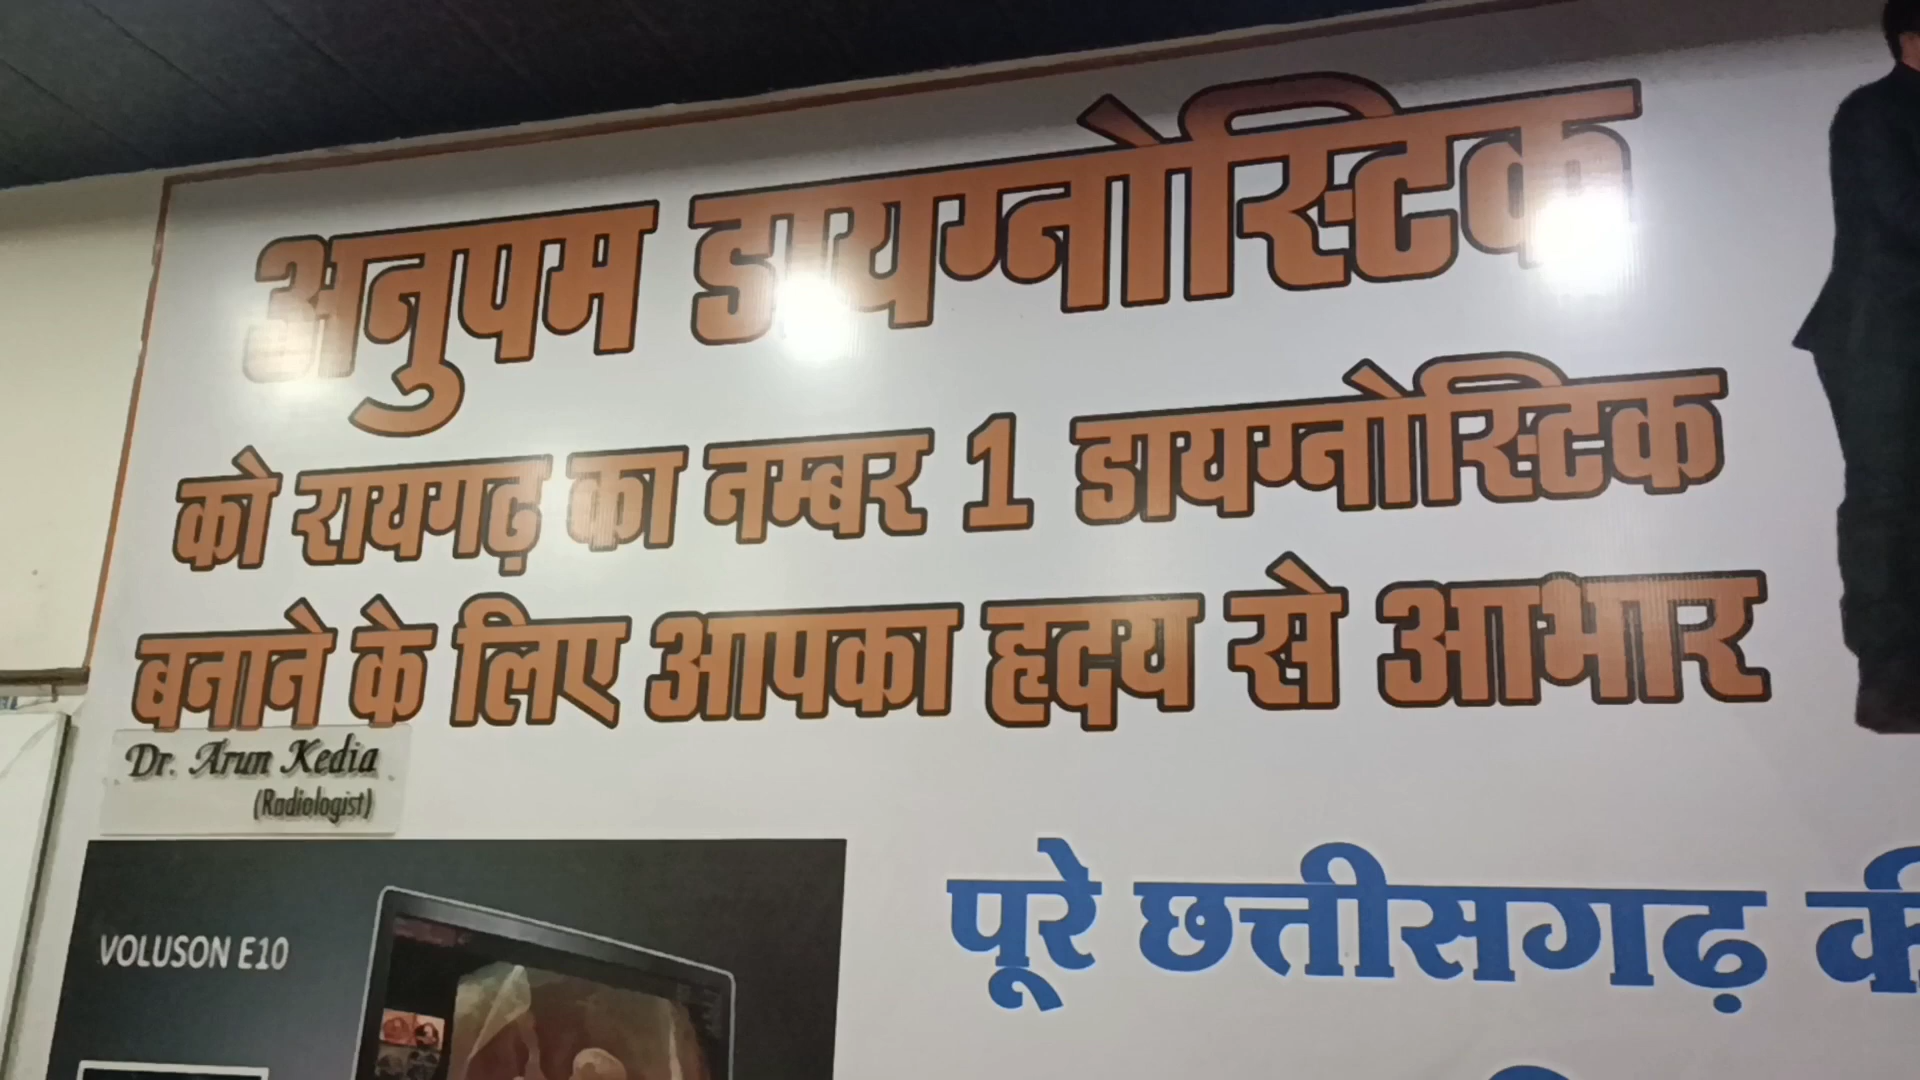 अनुपम डायग्नोस्टिक
को रायगढ़ का नम्बर 1 डायग्नोस्टिक
बनाने के लिए आपका हृदय से आभार
Dr. Arun Kedia
(Radiologist)
VOLUSON E10
पूरे छत्तीसगढ़ की